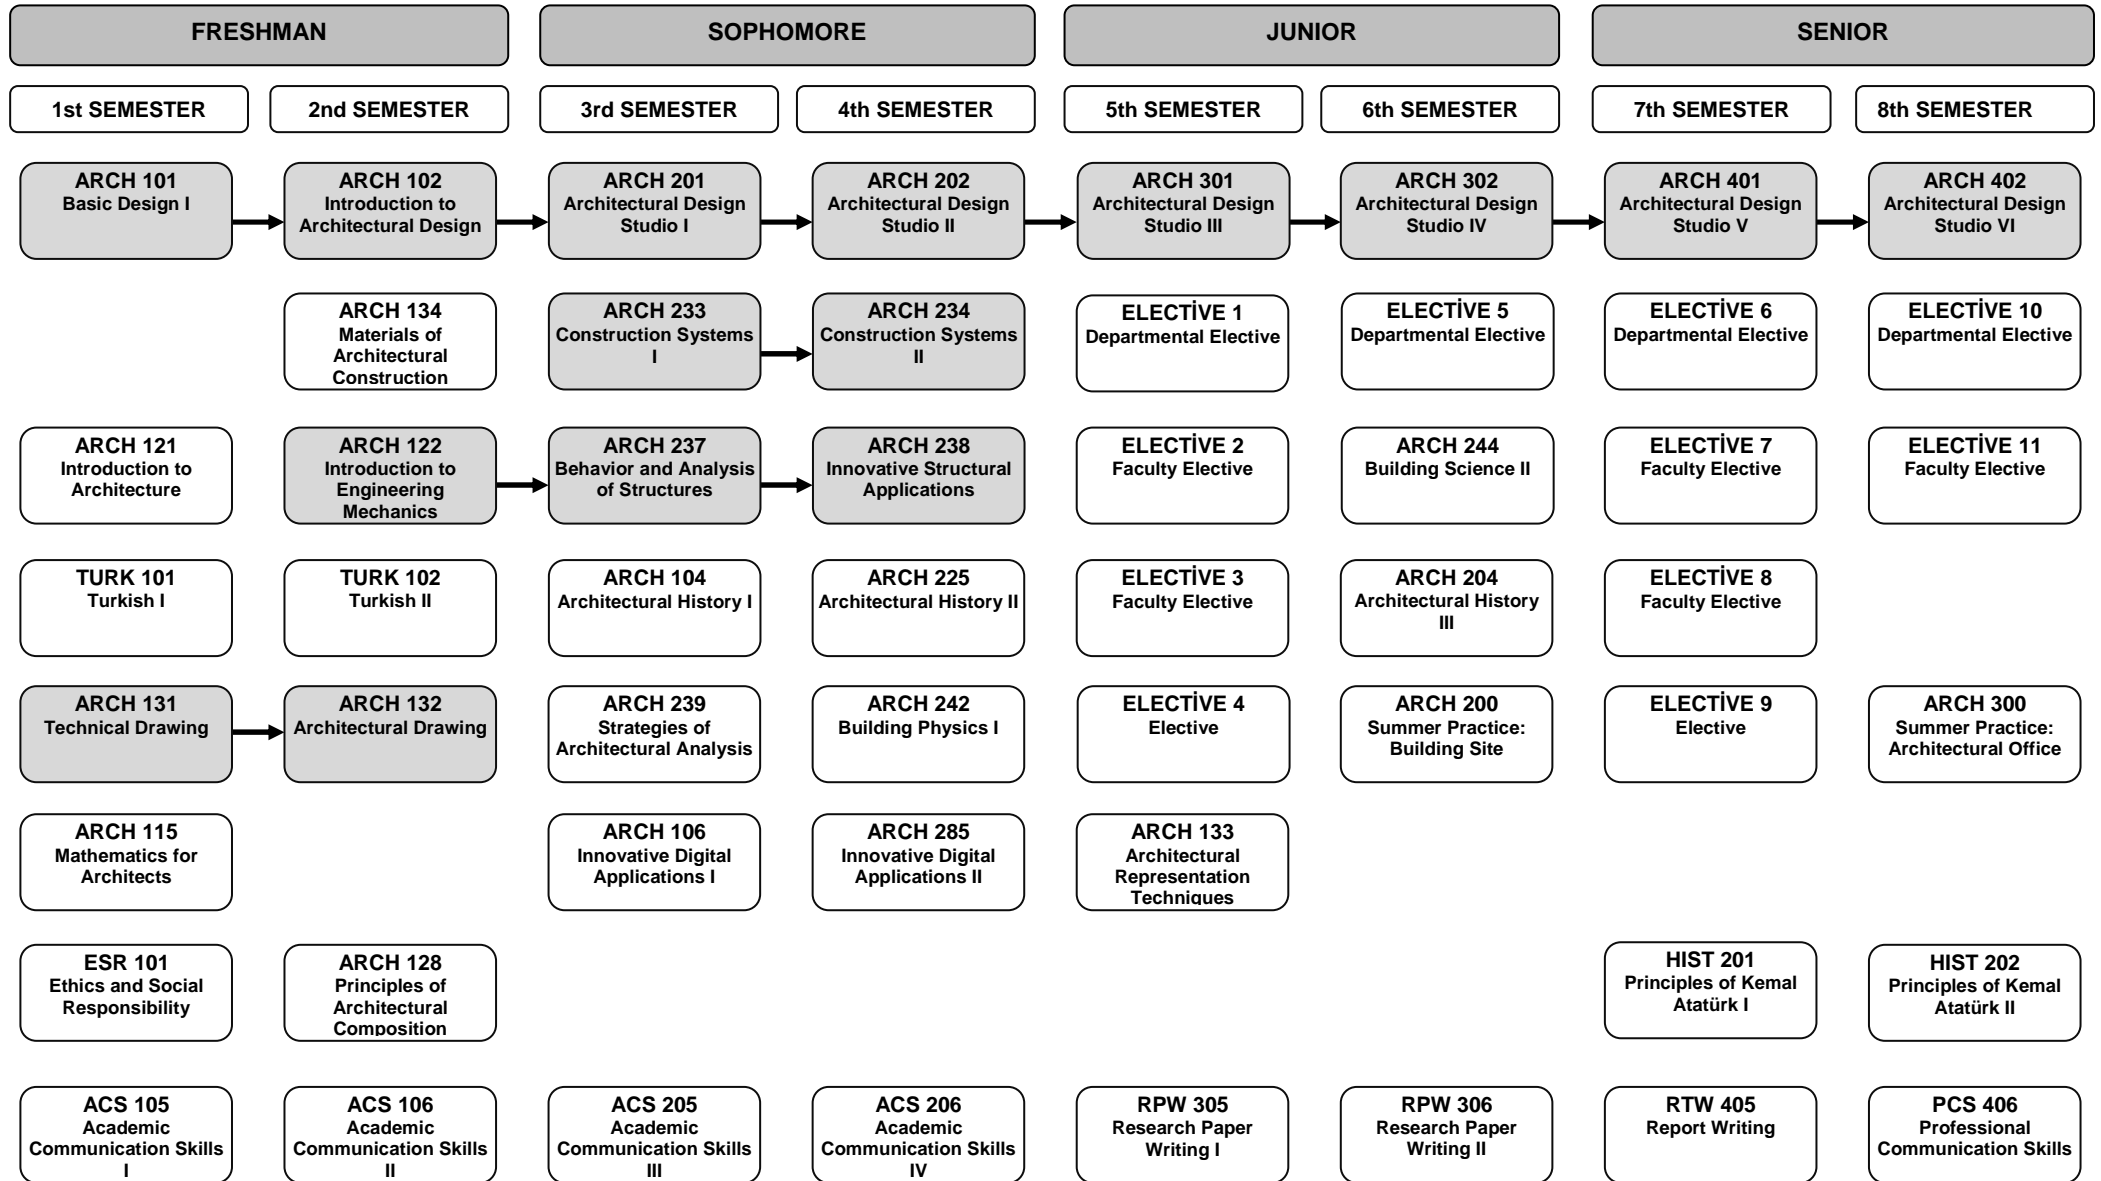 FRESHMAN
SOPHOMORE
JUNIOR
SENIOR
1st SEMESTER
2nd SEMESTER
3rd SEMESTER
4th SEMESTER
5th SEMESTER
6th SEMESTER
7th SEMESTER
8th SEMESTER
ARCH 101
Basic Design I
ARCH 102
Introduction to
Architectural Design
ARCH 201
Architectural Design
Studio I
ARCH 202
Architectural Design
Studio II
ARCH 301
Architectural Design
Studio III
ARCH 302
Architectural Design
Studio IV
ARCH 401
Architectural Design
Studio V
ARCH 402
Architectural Design
Studio VI
ARCH 134
Materials of
Architectural
Construction
ARCH 233
Construction Systems
I
ARCH 234
Construction Systems
II
ELECTİVE 1
Departmental Elective
ELECTİVE 5
Departmental Elective
ELECTİVE 6
Departmental Elective
ELECTİVE 10
Departmental Elective
ARCH 121
Introduction to
Architecture
ARCH 122
Introduction to
Engineering
Mechanics
ARCH 237
Behavior and Analysis
of Structures
ARCH 238
Innovative Structural
Applications
ELECTİVE 2
Faculty Elective
ARCH 244
Building Science II
ELECTİVE 7
Faculty Elective
ELECTİVE 11
Faculty Elective
TURK 101
Turkish I
TURK 102
Turkish II
ARCH 104
Architectural History I
ARCH 225
Architectural History II
ELECTİVE 3
Faculty Elective
ARCH 204
Architectural History
III
ELECTİVE 8
Faculty Elective
ARCH 131
Technical Drawing
ARCH 132
Architectural Drawing
ARCH 239
Strategies of
Architectural Analysis
ARCH 242
Building Physics I
ELECTİVE 4
Elective
ARCH 200
Summer Practice:
Building Site
ELECTİVE 9
Elective
ARCH 300
Summer Practice:
Architectural Office
ARCH 115
Mathematics for
Architects
ARCH 106
Innovative Digital
Applications I
ARCH 285
Innovative Digital
Applications II
ARCH 133
Architectural
Representation
Techniques
ESR 101
Ethics and Social
Responsibility
ARCH 128
Principles of
Architectural
Composition
HIST 201
Principles of Kemal
Atatürk I
HIST 202
Principles of Kemal
Atatürk II
ACS 105
Academic
Communication Skills
I
ACS 106
Academic
Communication Skills
II
ACS 205
Academic
Communication Skills
III
ACS 206
Academic
Communication Skills
IV
RPW 305
Research Paper
Writing I
RPW 306
Research Paper
Writing II
RTW 405
Report Writing
PCS 406
Professional
Communication Skills